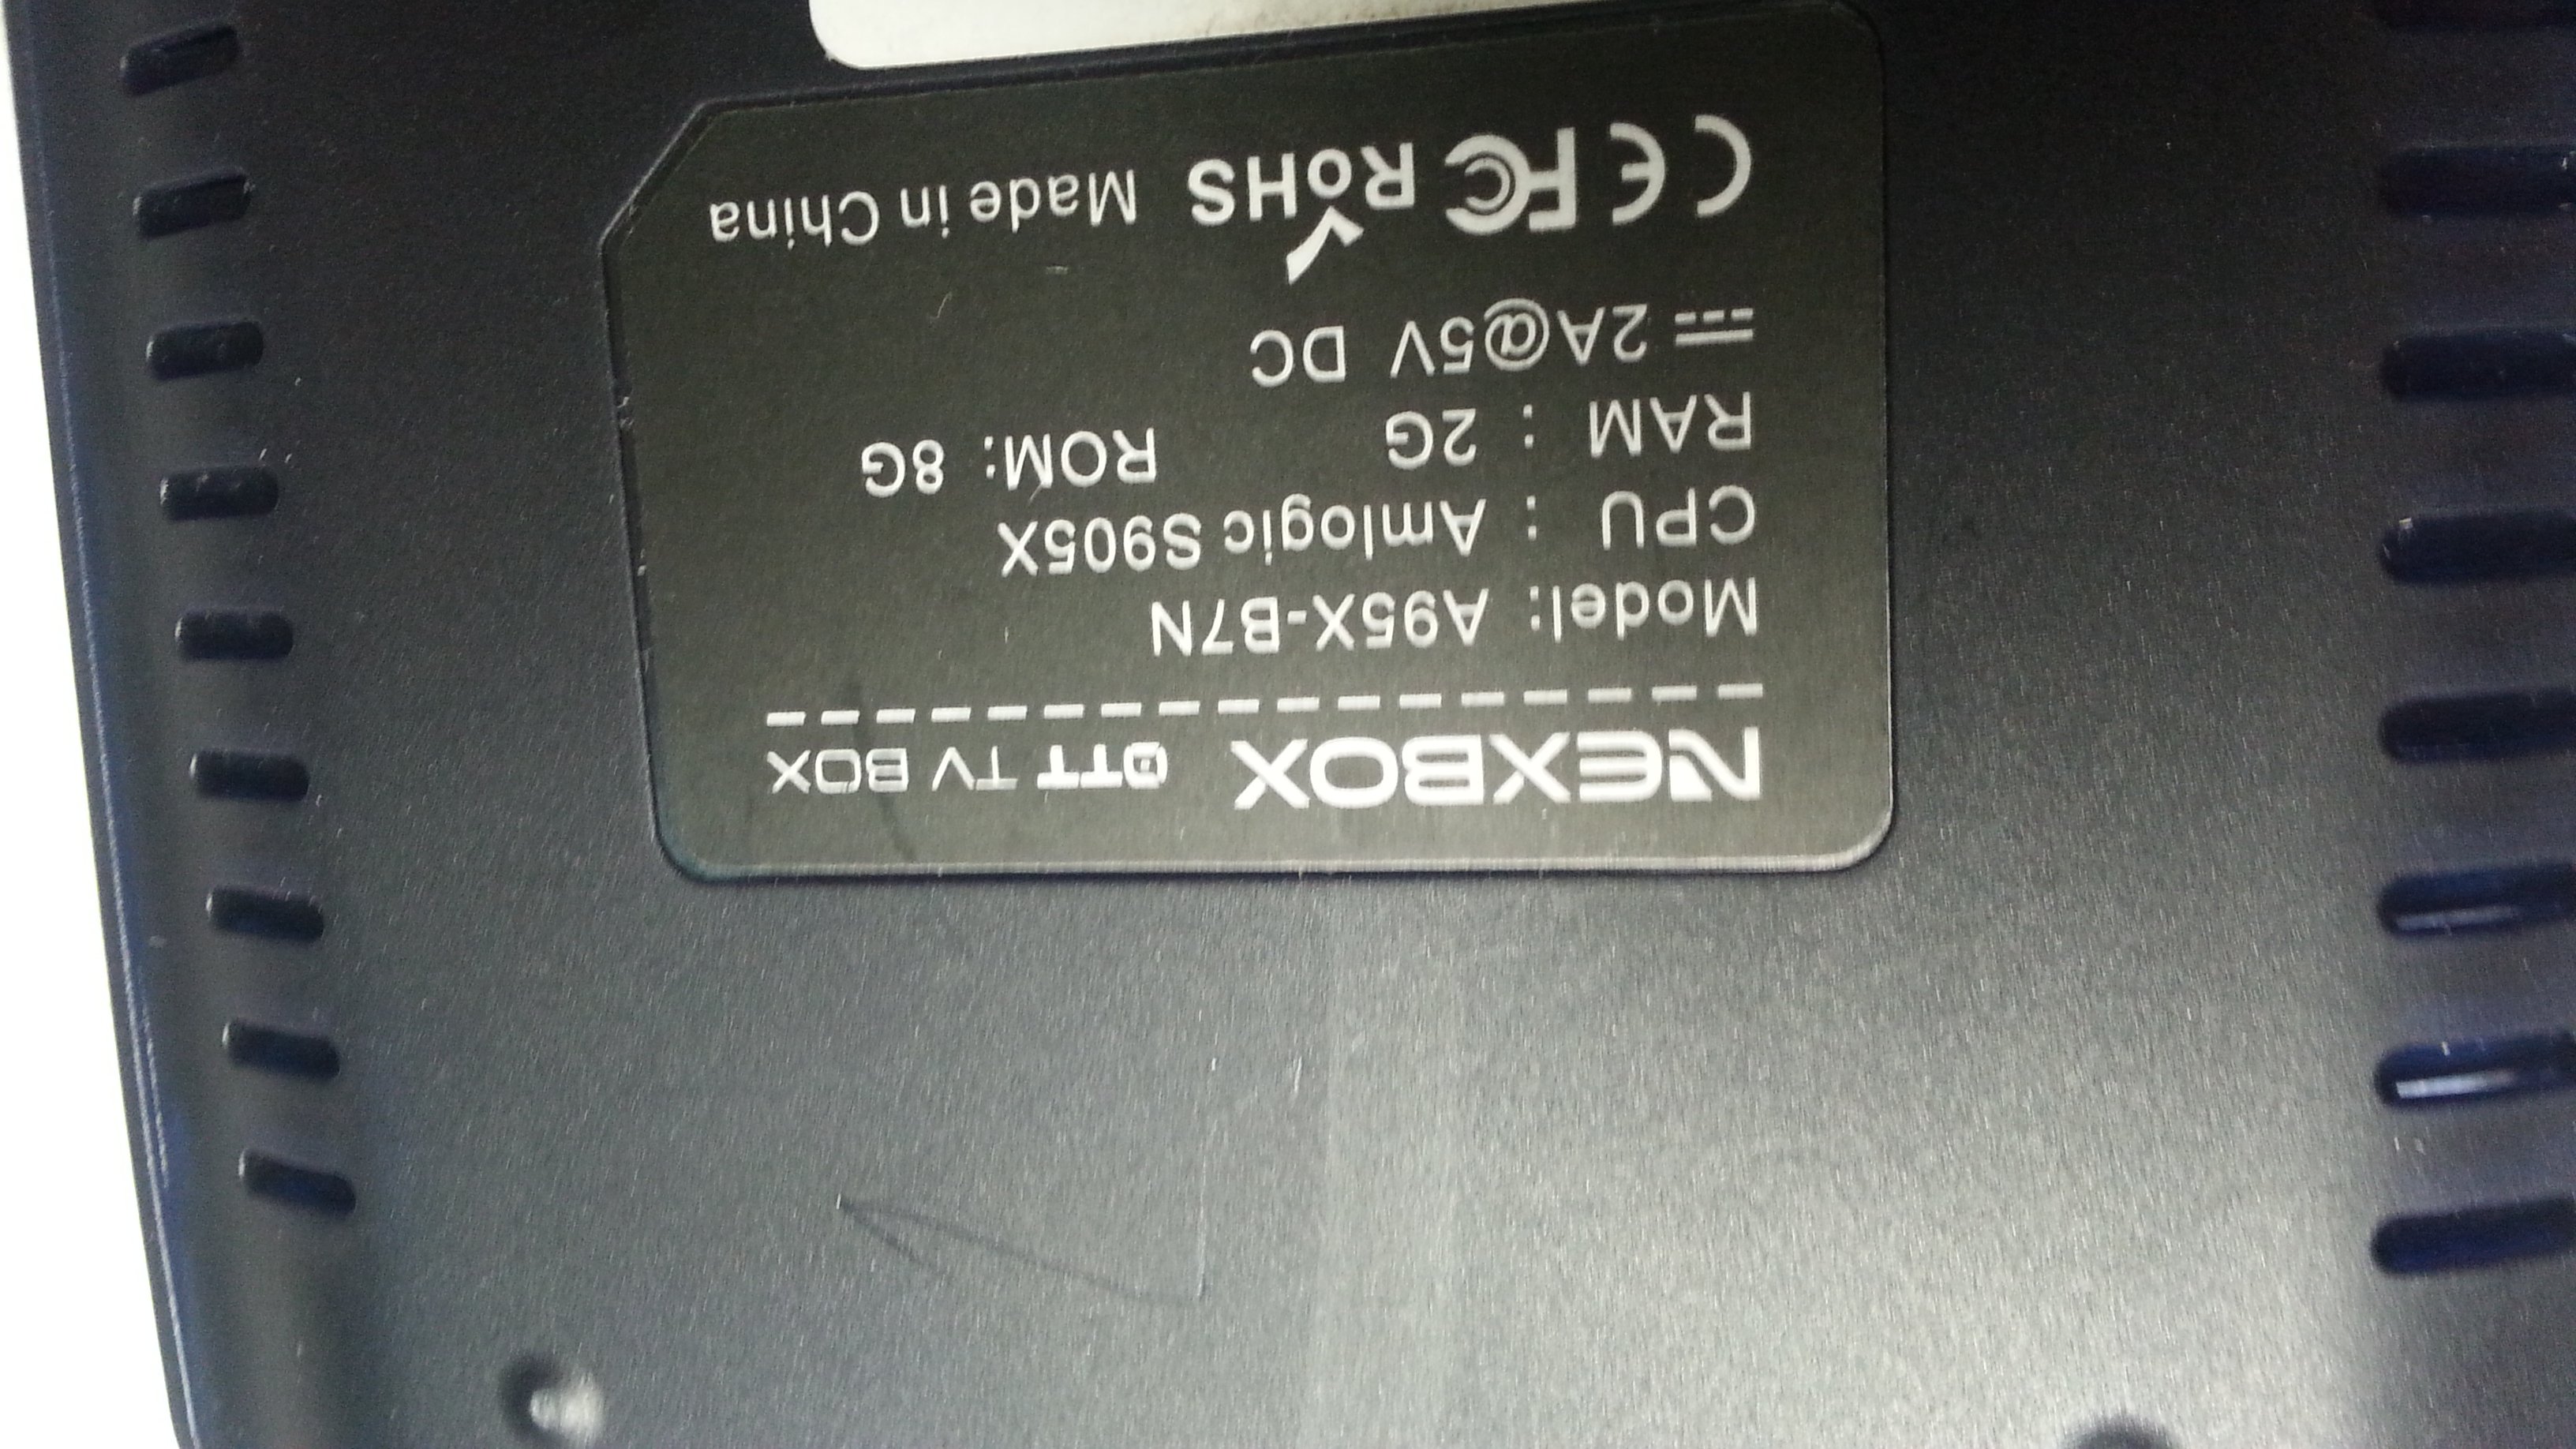 NEXBOX OTT TV BOX
Model: A95X-B7N
CPU : Amlogic S905X
RAM : 2G ROM: 8G
2A@5V DC
CE FC RoHS Made in China